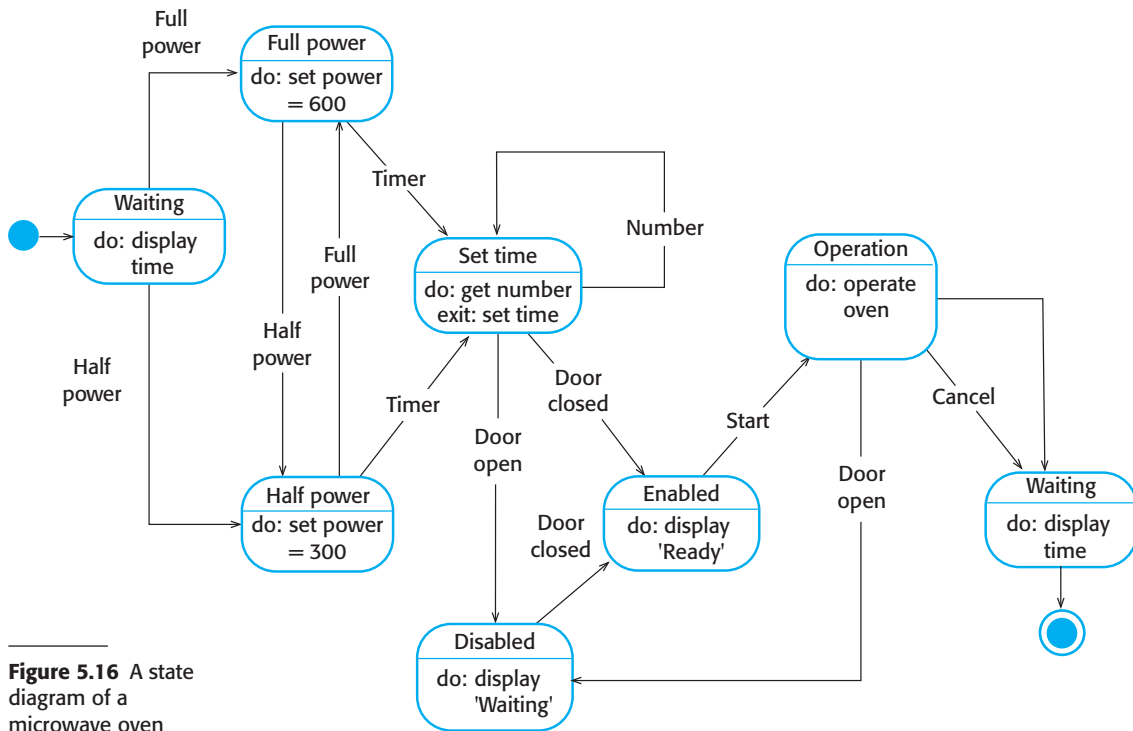 Full
power
Full power
do: set power
= 600
Waiting
do: display
time
Timer
Number
Full
power
Set time
do: get number
exit: set time
Operation
do: operate
oven
Half
power
Half
power
Timer
Door
closed
Door
open
Start
Cancel
Door
open
Half power
do: set power
= 300
Enabled
do: display
'Ready'
Waiting
do: display
time
Door
closed
Disabled
do: display
'Waiting'
Figure 5.16 A state
diagram of a
microwave oven